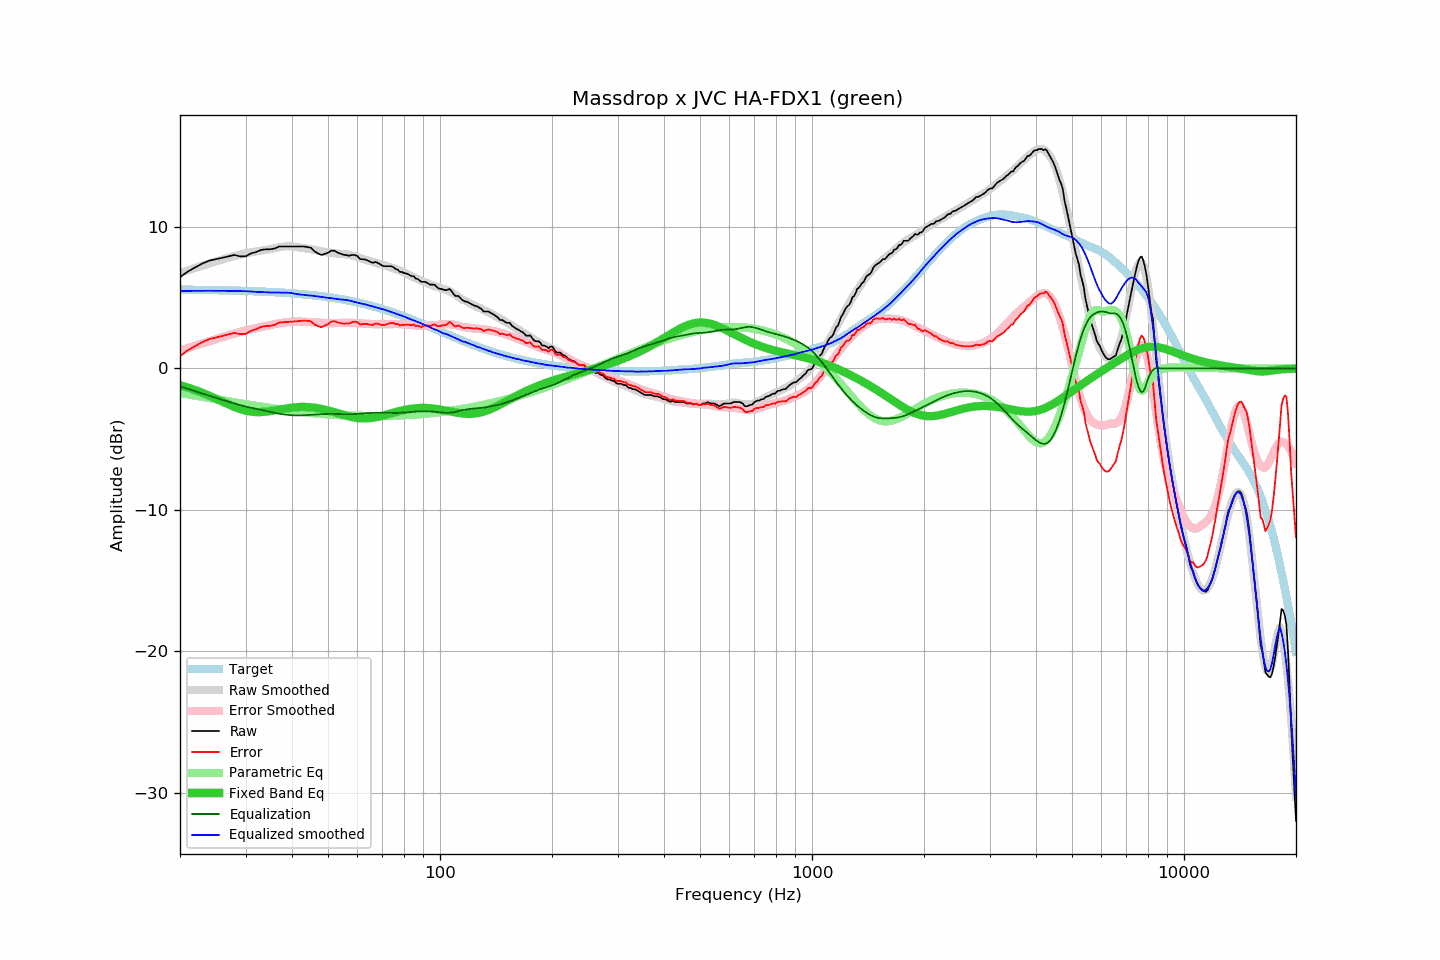 Massdrop x JVC HA-FDX1 (green)
Amplitude (dBr)
10
0
−10
−20
−30
Target
Raw Smoothed
Error Smoothed
Raw
Error
Parametric Eq
Fixed Band Eq
Equalization
Equalized smoothed
100
1000
10000
Frequency (Hz)